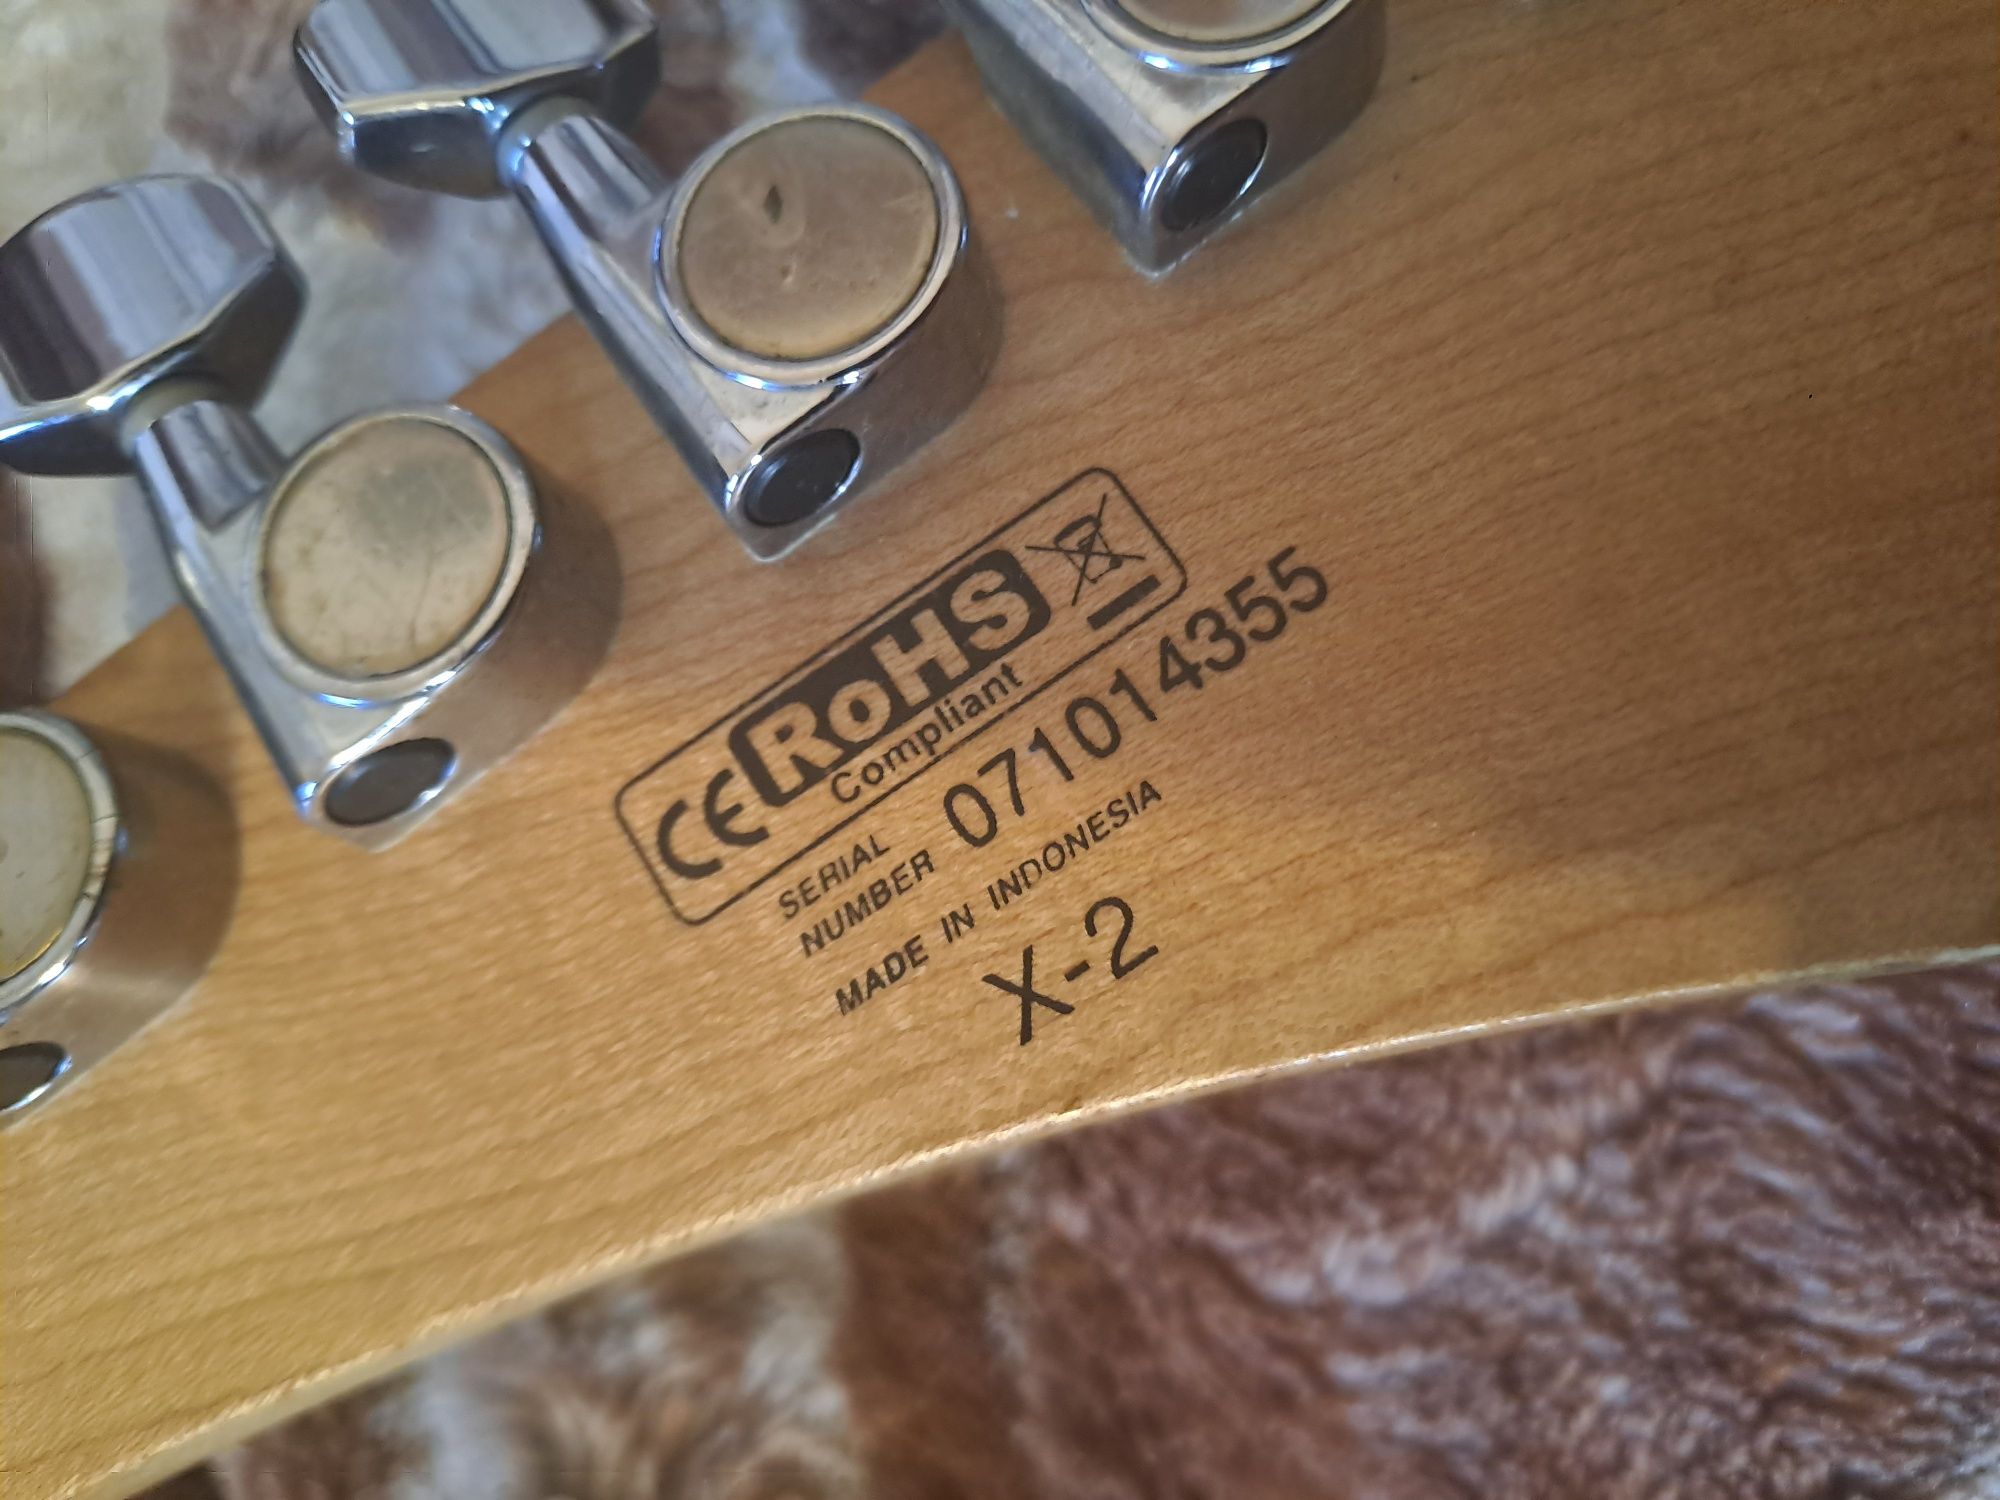 CE RoHS
Compliant
SERIAL
NUMBER 071014355
MADE IN INDONESIA
X-2